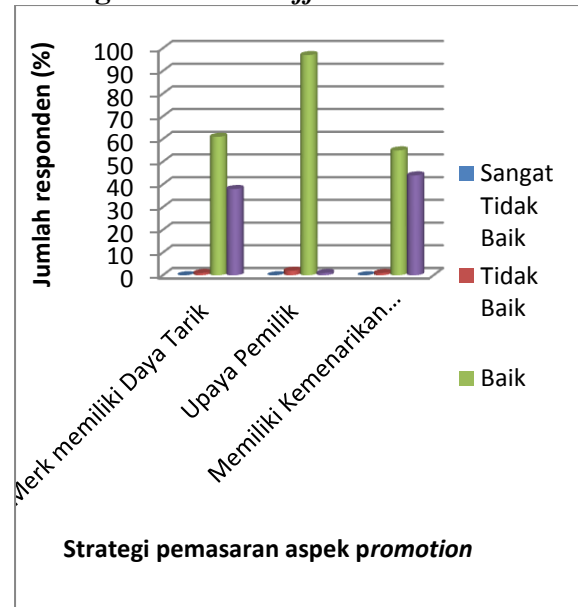 Jumlah responden (%)
100
90
80
70
60
50
40
30
20
10
0
Merk memiliki Daya Tarik
Upaya Pemilik
Memiliki Kemenarikan...
Sangat
Tidak
Baik
Tidak
Baik
Baik
Strategi pemasaran aspek promotion